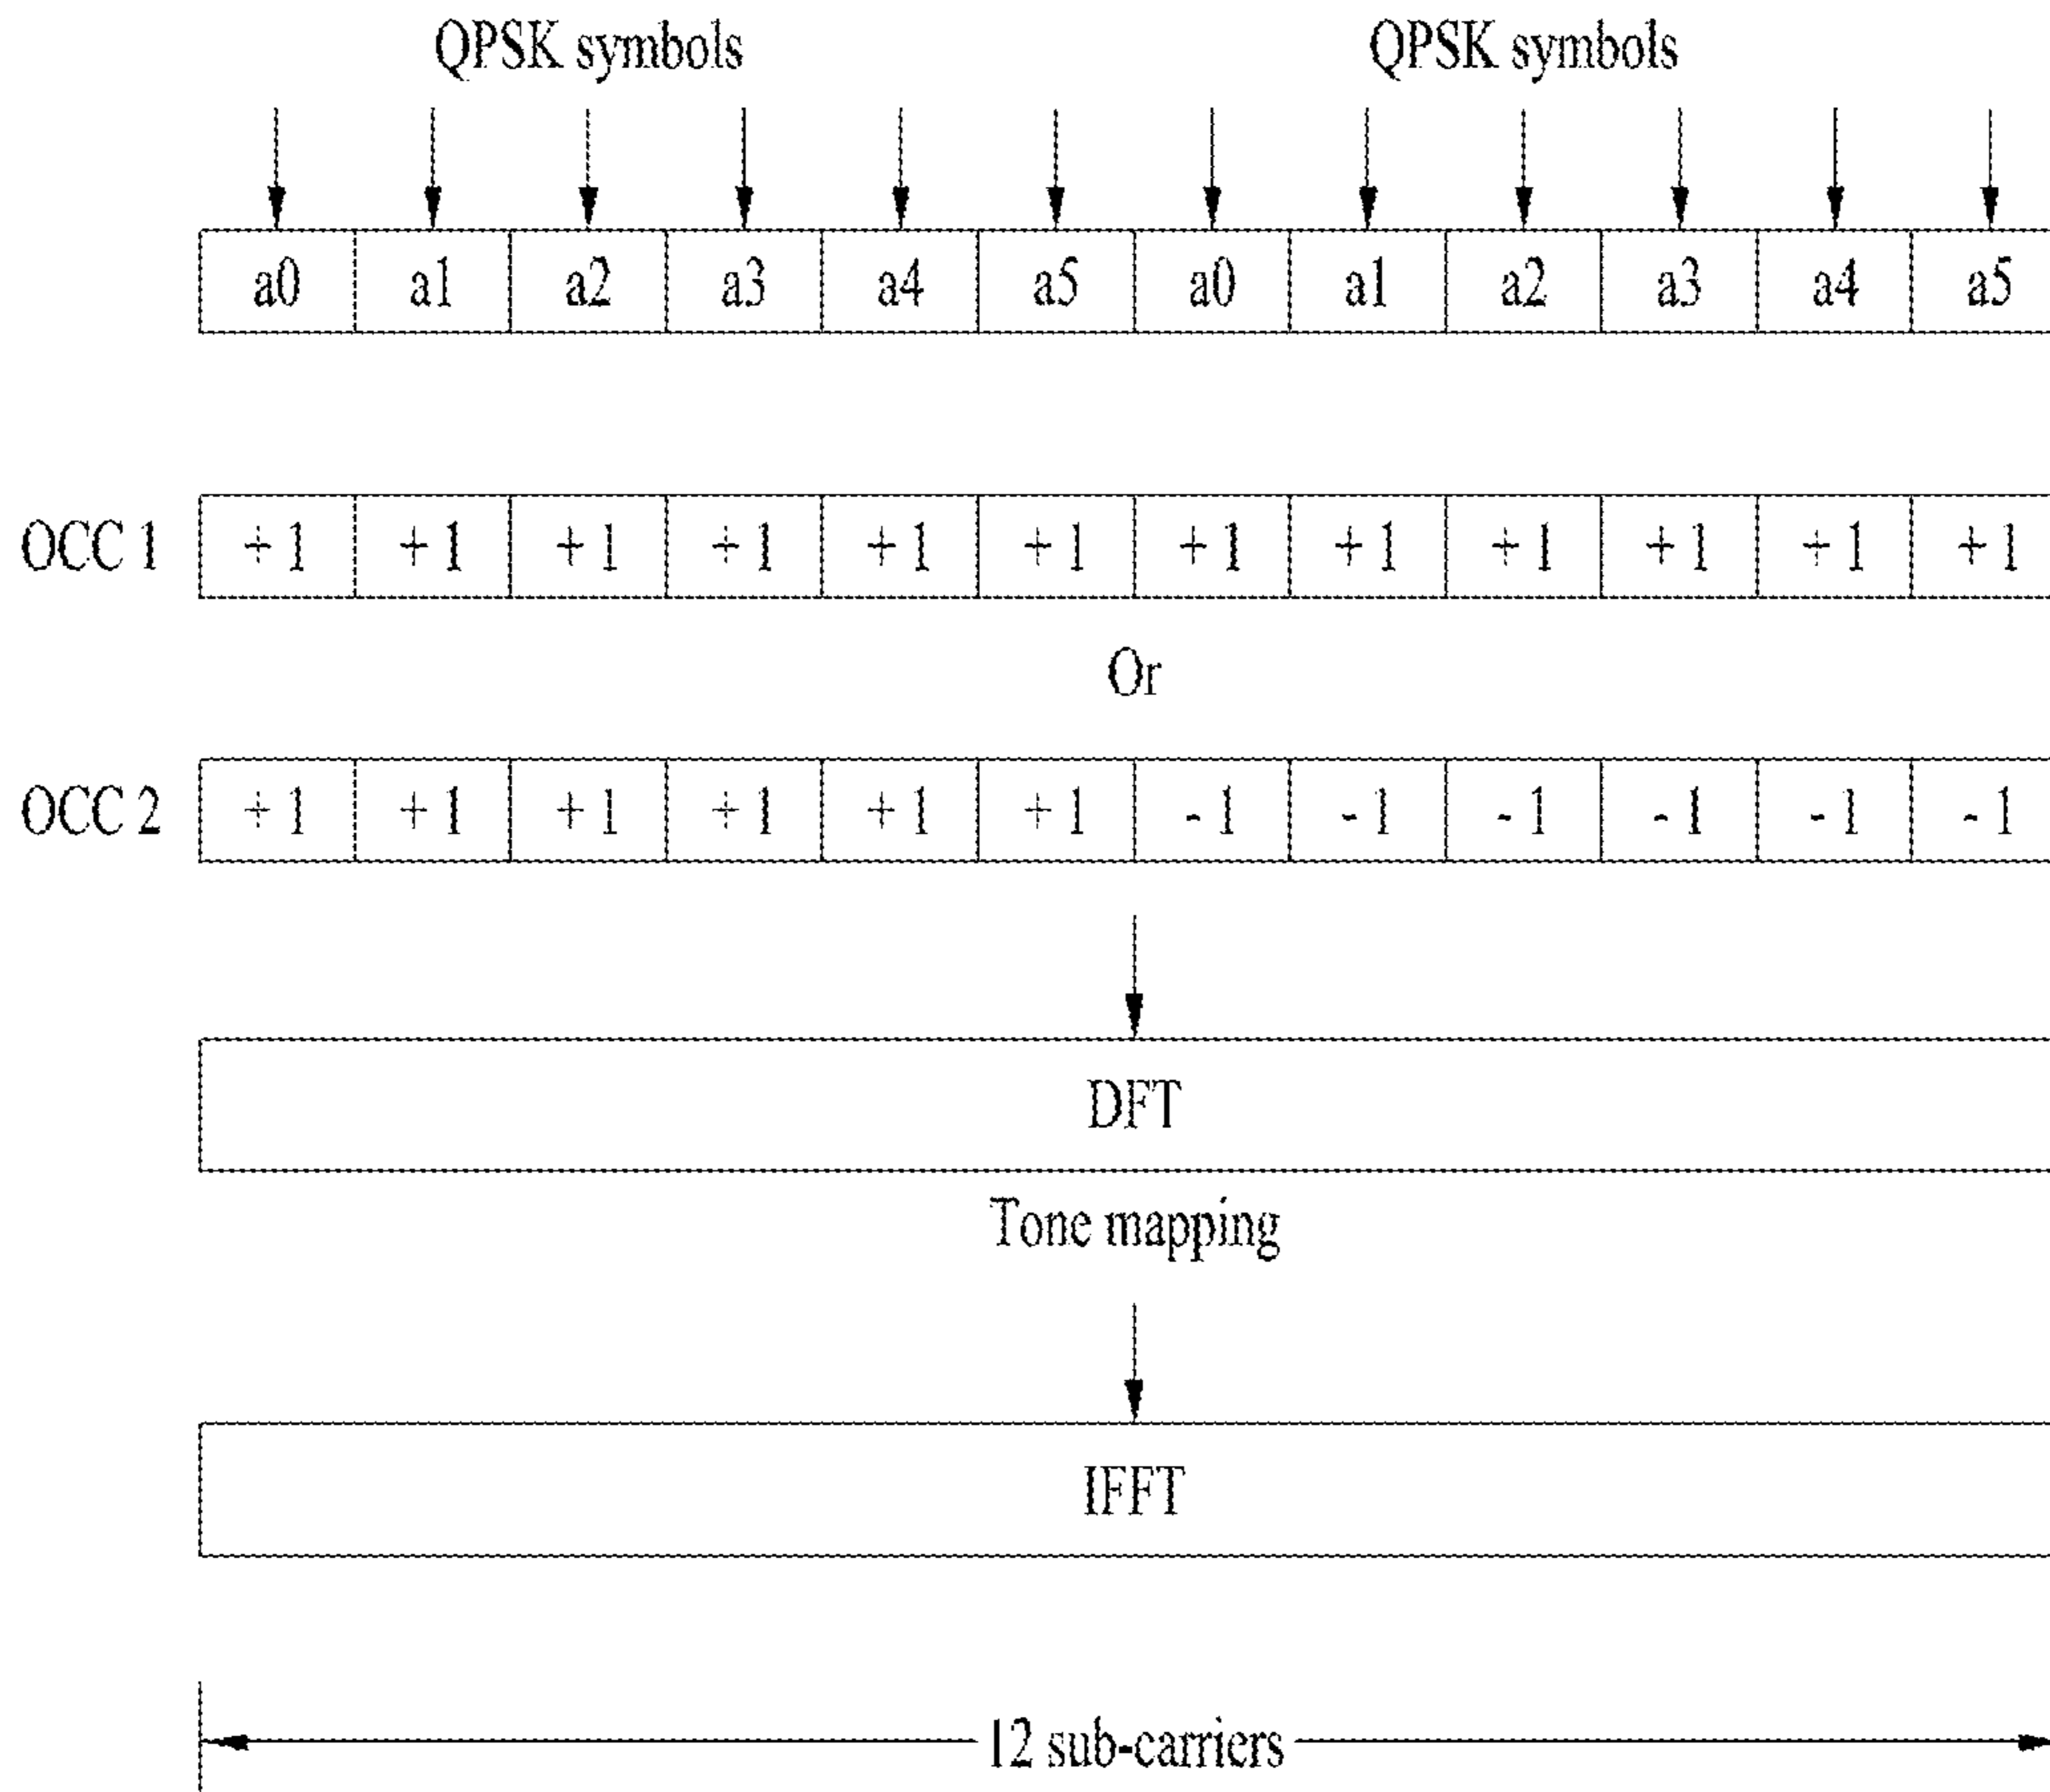 QPSK symbols QPSK symbols
a0 a1 a2 a3 a4 a5 a0 a1 a2 a3 a4 a5
OCC 1 +1 +1 +1 +1 +1 +1 +1 +1 +1 +1 +1 +1
Or
OCC 2 +1 +1 +1 +1 +1 +1 -1 -1 -1 -1 -1 -1
DFT
Tone mapping
IFFT
12 sub-carriers